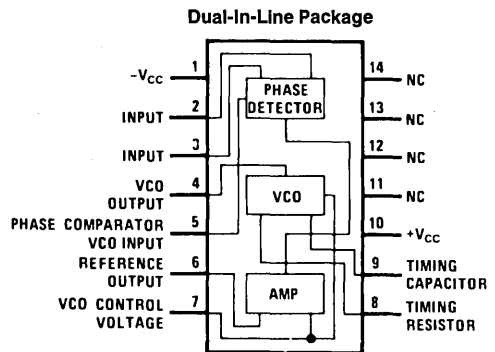 Dual-In-Line Package
1
-VCC
2
INPUT
3
INPUT
4
VCO
OUTPUT
5
PHASE COMPARATOR
VCO INPUT
6
REFERENCE
OUTPUT
7
VCO CONTROL
VOLTAGE
PHASE
DETECTOR
VCO
AMP
14
NC
13
NC
12
NC
11
NC
10
+VCC
9
TIMING
CAPACITOR
8
TIMING
RESISTOR